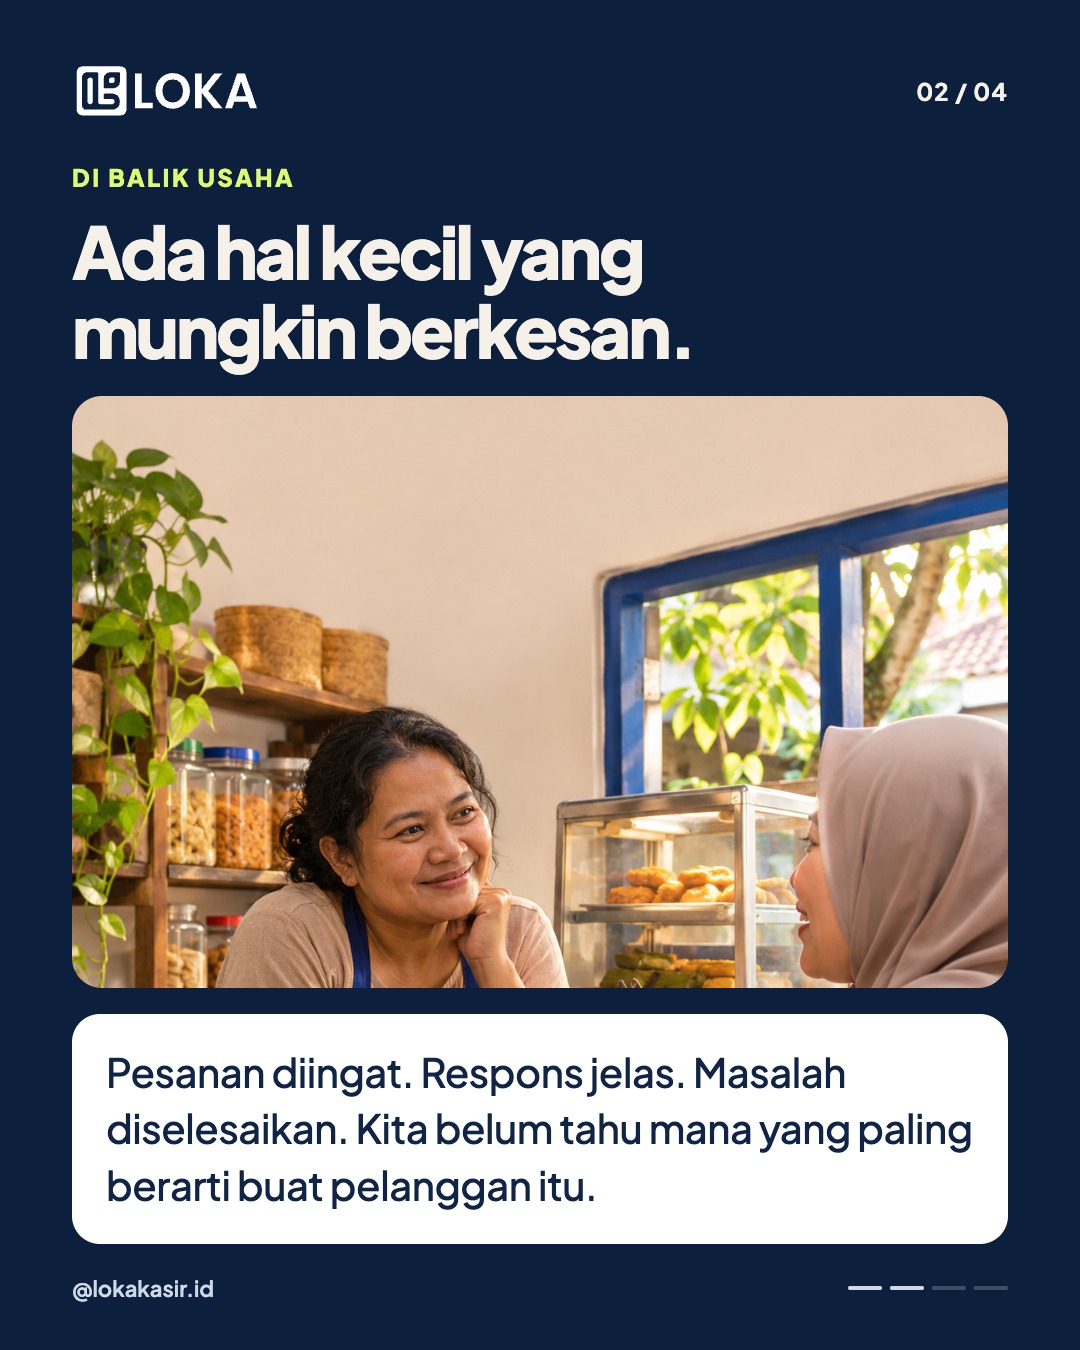 LOKA
02 / 04
DI BALIK USAHA
Ada hal kecil yang
mungkin berkesan.
Pesanan diingat. Respons jelas. Masalah
diselesaikan. Kita belum tahu mana yang paling
berarti buat pelanggan itu.
@lokakasir.id